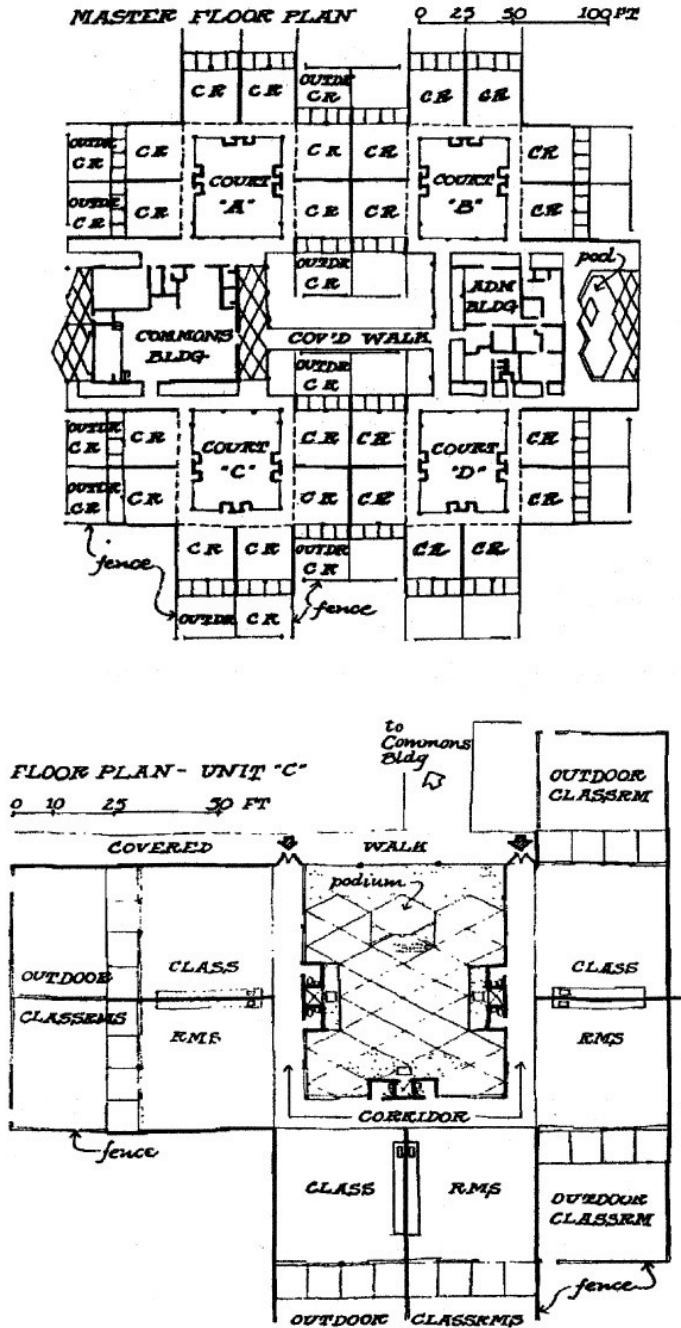 MASTER FLOOR PLAN
0 25 50 100 FT
OUTDR
CR
CR CR CR CR
OUTDR
CR
CR
CR CR
CR
COURT
"A"
COURT
"B"
OUTDR
CR
CR
CR CR
CR
pool
OUTDR
CR
ADM
BLDG
COMMONS
BLDG
COV'D WALK
OUTDR
CR
OUTDR
CR
CR
CR CR
CR
COURT
"C"
COURT
"D"
OUTDR
CR
CR
CR CR
CR
fence
CR CR
OUTDR
CR
CR CR
fence
OUTDR CR
to
Commons
Bldg
FLOOR PLAN - UNIT "C"
0 10 25 50 FT
OUTDOOR
CLASSRM
COVERED WALK
podium
CLASS
CLASS
OUTDOOR
CLASSRMS
RMS
RMS
CORRIDOR
fence
CLASS RMS
OUTDOOR
CLASSRM
fence
OUTDOOR CLASSRMS